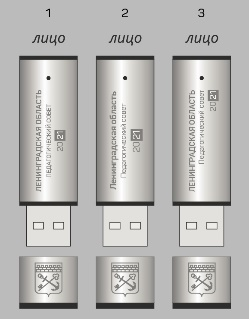 1 2 3
лицо лицо лицо
ЛЕНИНГРАДСКАЯ ОБЛАСТЬ
ПЕДАГОГИЧЕСКИЙ СОВЕТ
2021
Ленинградская область
Педагогический совет
2021
ЛЕНИНГРАДСКАЯ ОБЛАСТЬ
Педагогический совет
2021